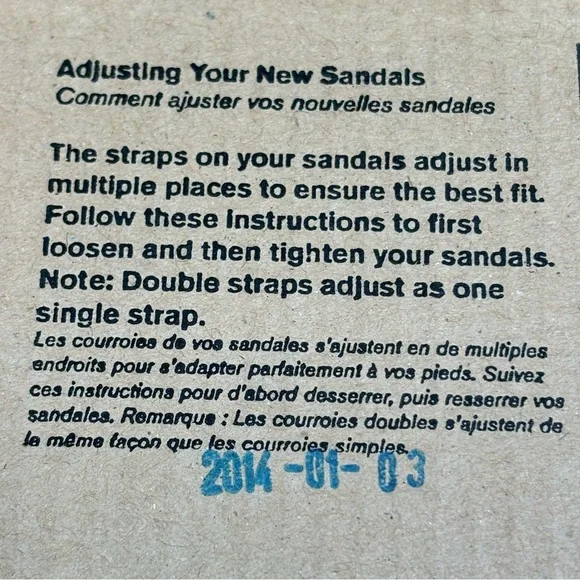 Adjusting Your New Sandals
Comment ajuster vos nouvelles sandales
The straps on your sandals adjust in
multiple places to ensure the best fit.
Follow these instructions to first
loosen and then tighten your sandals.
Note: Double straps adjust as one
single strap.
Les courroies de vos sandales s'ajustent en de multiples
endroits pour s'adapter parfaitement à vos pieds. Suivez
ces instructions pour d'abord desserrer, puis resserrer vos
sandales. Remarque : Les courroies doubles s'ajustent de
la même façon que les courroies simples.
2014-01-03